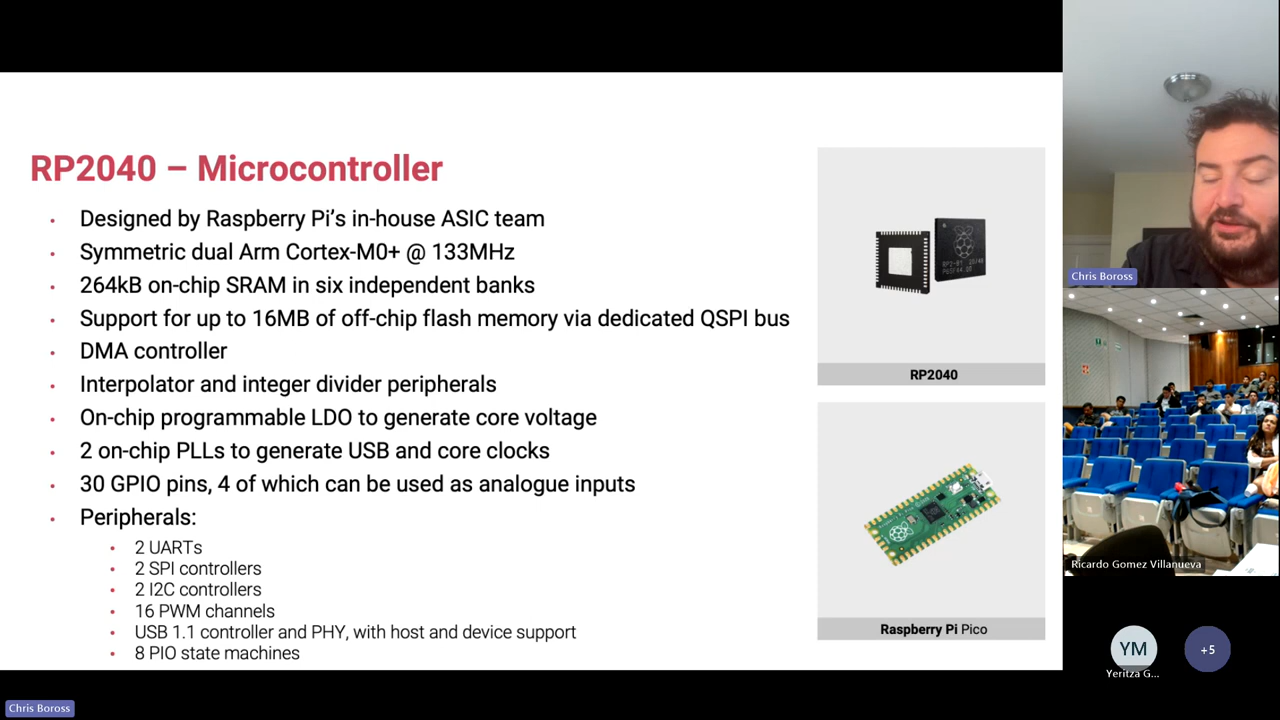 RP2040 – Microcontroller
• Designed by Raspberry Pi’s in-house ASIC team
• Symmetric dual Arm Cortex-M0+ @ 133MHz
• 264kB on-chip SRAM in six independent banks
• Support for up to 16MB of off-chip flash memory via dedicated QSPI bus
• DMA controller
• Interpolator and integer divider peripherals
• On-chip programmable LDO to generate core voltage
• 2 on-chip PLLs to generate USB and core clocks
• 30 GPIO pins, 4 of which can be used as analogue inputs
• Peripherals:
• 2 UARTs
• 2 SPI controllers
• 2 I2C controllers
• 16 PWM channels
• USB 1.1 controller and PHY, with host and device support
• 8 PIO state machines
RP2040
Raspberry Pi Pico
Chris Boross
Ricardo Gomez Villanueva
YM
+5
Yeritza G...
Chris Boross